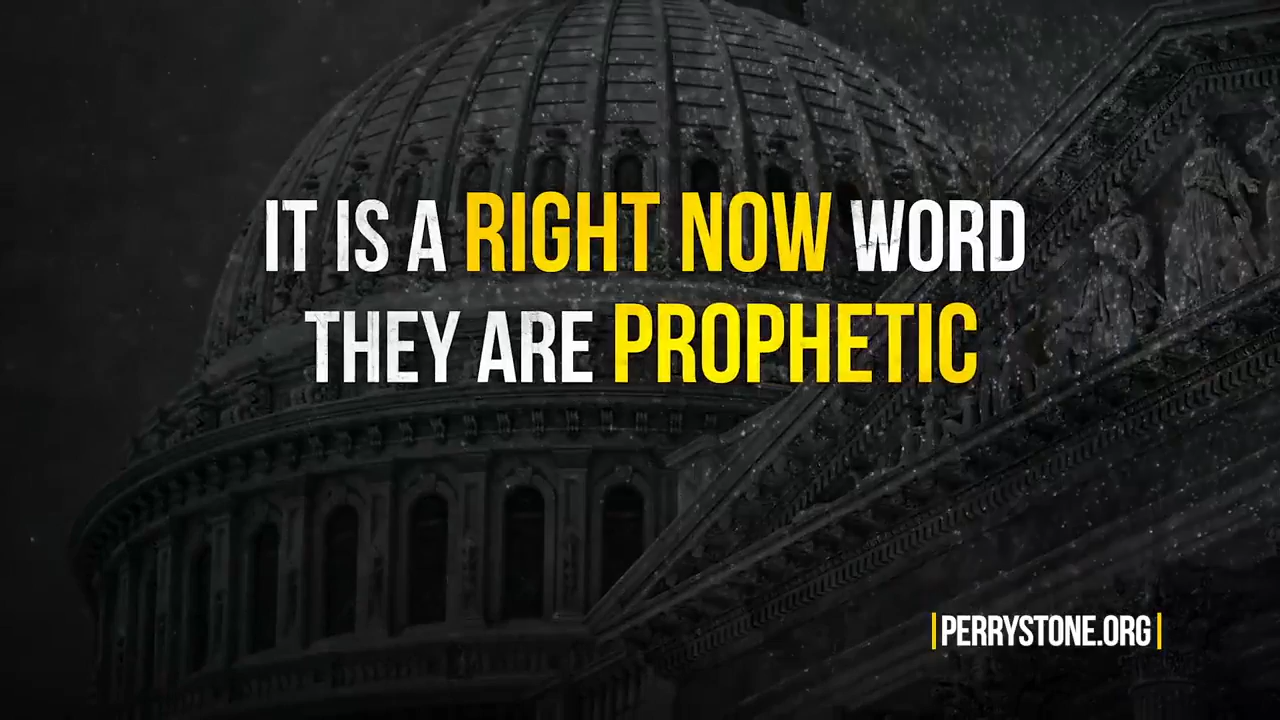 IT IS A RIGHT NOW WORD
THEY ARE PROPHETIC
|PERRYSTONE.ORG|